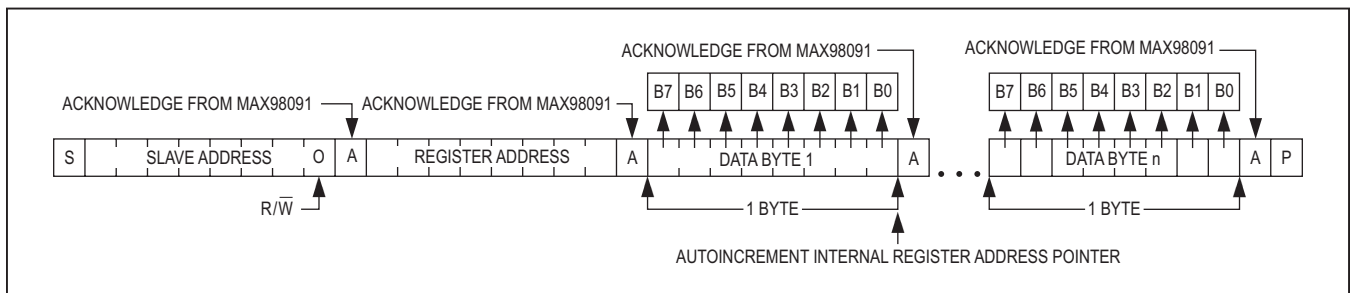 ACKNOWLEDGE FROM MAX98091 ACKNOWLEDGE FROM MAX98091
B7 B6 B5 B4 B3 B2 B1 B0 B7 B6 B5 B4 B3 B2 B1 B0
ACKNOWLEDGE FROM MAX98091 ACKNOWLEDGE FROM MAX98091
S SLAVE ADDRESS O A REGISTER ADDRESS A DATA BYTE 1 A • • • DATA BYTE n A P
R/W̅ 1 BYTE 1 BYTE
AUTOINCREMENT INTERNAL REGISTER ADDRESS POINTER